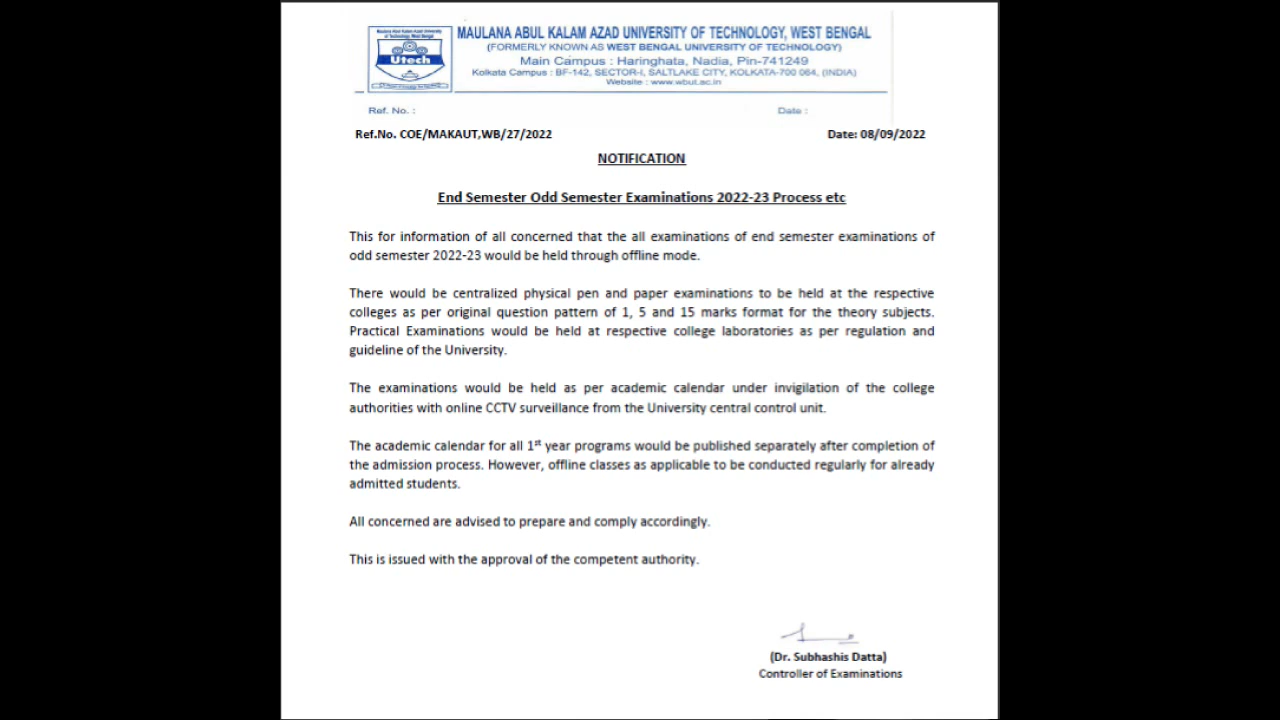 MAULANA ABUL KALAM AZAD UNIVERSITY OF TECHNOLOGY, WEST BENGAL
(FORMERLY KNOWN AS WEST BENGAL UNIVERSITY OF TECHNOLOGY)
Main Campus : Haringhata, Nadia, Pin-741249
Kolkata Campus : BF-142, SECTOR-I, SALTLAKE CITY, KOLKATA-700 064, (INDIA)
Website : www.wbut.ac.in
Maulana Abul Kalam Azad University
of Technology, West Bengal
Utech
Ref. No. :
Date :
Ref.No. COE/MAKAUT,WB/27/2022
Date: 08/09/2022
NOTIFICATION
End Semester Odd Semester Examinations 2022-23 Process etc
This for information of all concerned that the all examinations of end semester examinations of
odd semester 2022-23 would be held through offline mode.
There would be centralized physical pen and paper examinations to be held at the respective
colleges as per original question pattern of 1, 5 and 15 marks format for the theory subjects.
Practical Examinations would be held at respective college laboratories as per regulation and
guideline of the University.
The examinations would be held as per academic calendar under invigilation of the college
authorities with online CCTV surveillance from the University central control unit.
The academic calendar for all 1st year programs would be published separately after completion of
the admission process. However, offline classes as applicable to be conducted regularly for already
admitted students.
All concerned are advised to prepare and comply accordingly.
This is issued with the approval of the competent authority.
(Dr. Subhashis Datta)
Controller of Examinations